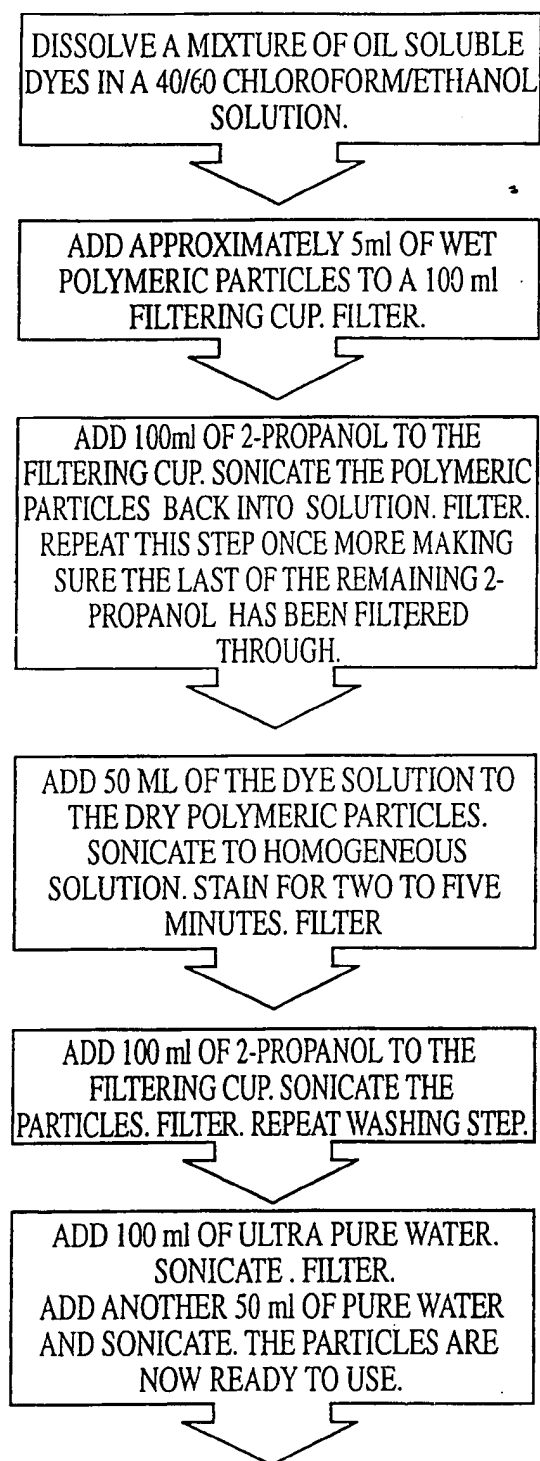 DISSOLVE A MIXTURE OF OIL SOLUBLE
DYES IN A 40/60 CHLOROFORM/ETHANOL
SOLUTION.
ADD APPROXIMATELY 5ml OF WET
POLYMERIC PARTICLES TO A 100 ml
FILTERING CUP. FILTER.
ADD 100ml OF 2-PROPANOL TO THE
FILTERING CUP. SONICATE THE POLYMERIC
PARTICLES BACK INTO SOLUTION. FILTER.
REPEAT THIS STEP ONCE MORE MAKING
SURE THE LAST OF THE REMAINING 2-
PROPANOL HAS BEEN FILTERED
THROUGH.
ADD 50 ML OF THE DYE SOLUTION TO
THE DRY POLYMERIC PARTICLES.
SONICATE TO HOMOGENEOUS
SOLUTION. STAIN FOR TWO TO FIVE
MINUTES. FILTER
ADD 100 ml OF 2-PROPANOL TO THE
FILTERING CUP. SONICATE THE
PARTICLES. FILTER. REPEAT WASHING STEP.
ADD 100 ml OF ULTRA PURE WATER.
SONICATE . FILTER.
ADD ANOTHER 50 ml OF PURE WATER
AND SONICATE. THE PARTICLES ARE
NOW READY TO USE.